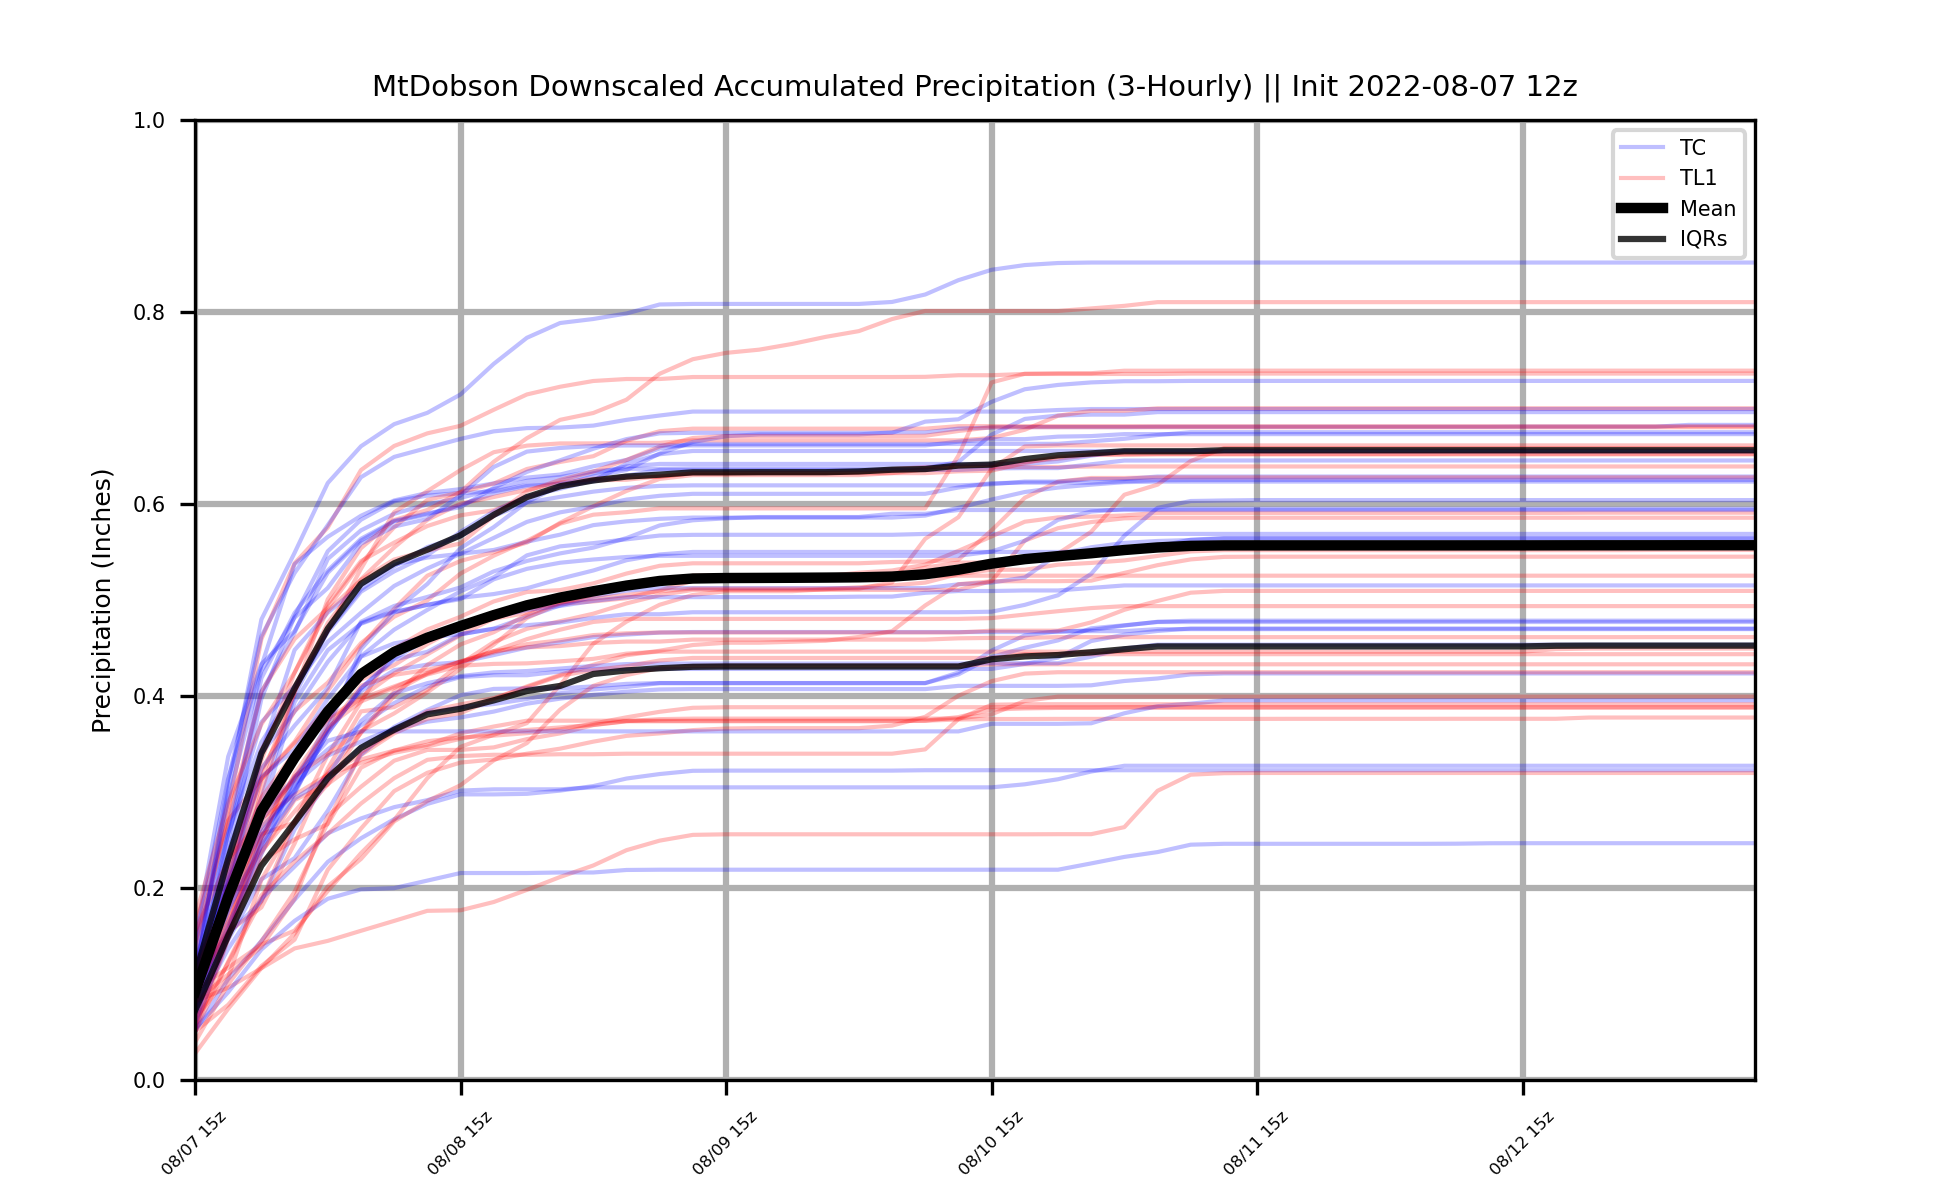 MtDobson Downscaled Accumulated Precipitation (3-Hourly) || Init 2022-08-07 12z
TC
TL1
Mean
IQRs
Precipitation (Inches)
1.0
0.8
0.6
0.4
0.2
0.0
08/07 15z
08/08 15z
08/09 15z
08/10 15z
08/11 15z
08/12 15z